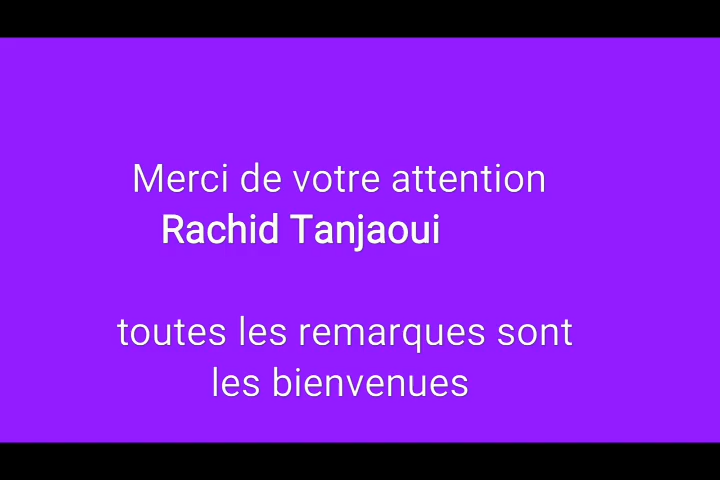 Merci de votre attention
Rachid Tanjaoui
toutes les remarques sont
les bienvenues